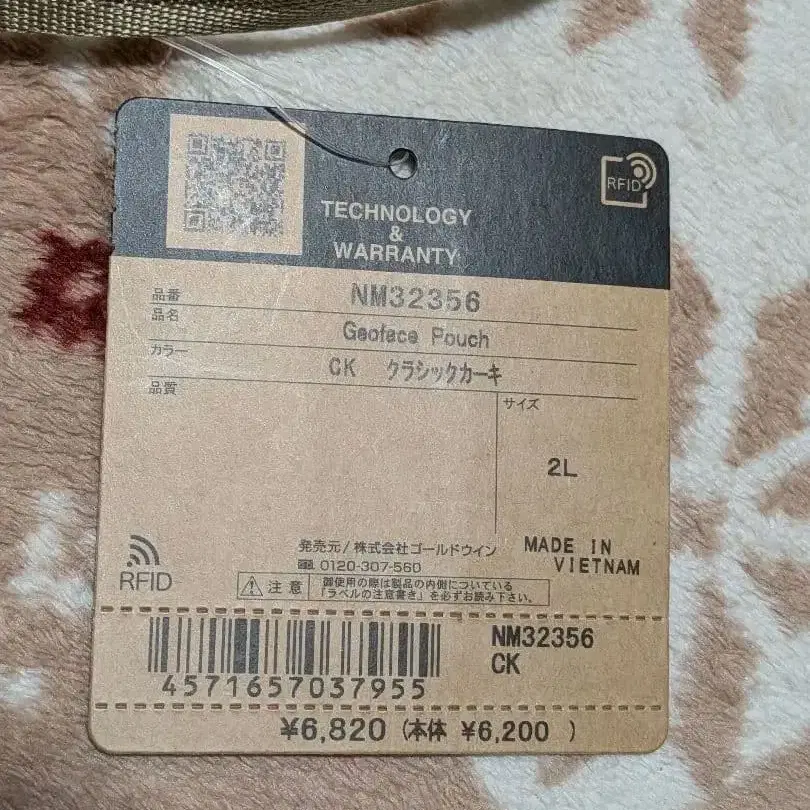 RFID
TECHNOLOGY
&
WARRANTY
品番 NM32356
品名 Geoface Pouch
カラー CK クラシックカーキ
品質
サイズ
2L
RFID
発売元/株式会社ゴールドウイン
0120-307-560
MADE IN
VIETNAM
注意
御使用の際は製品の内側についている
「ラベルの注意書き」を必ずお読み下さい。
4571657037955
NM32356
CK
¥6,820 (本体 ¥6,200 )